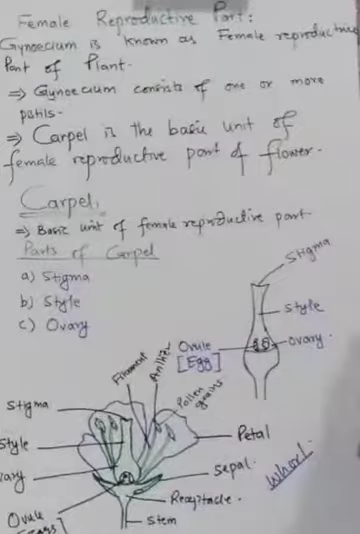 Female Reproductive Part:
Gynoecium is known as Female reproductive
Part of Plant.
⇒ Gynoecium consists of one or more
pistils.
⇒ Carpel is the basic unit of
female reproductive part of flower.
Carpel:
⇒ Basic unit of female reproductive part
Parts of Carpel
a) Stigma
b) Style
c) Ovary
Stigma
Style
Ovary.
Ovule
[Egg]
Filament
Anther
Pollen
grains
Stigma
Style
vary
Ovule
Petal
Sepal.
Receptacle.
Stem
Whorl